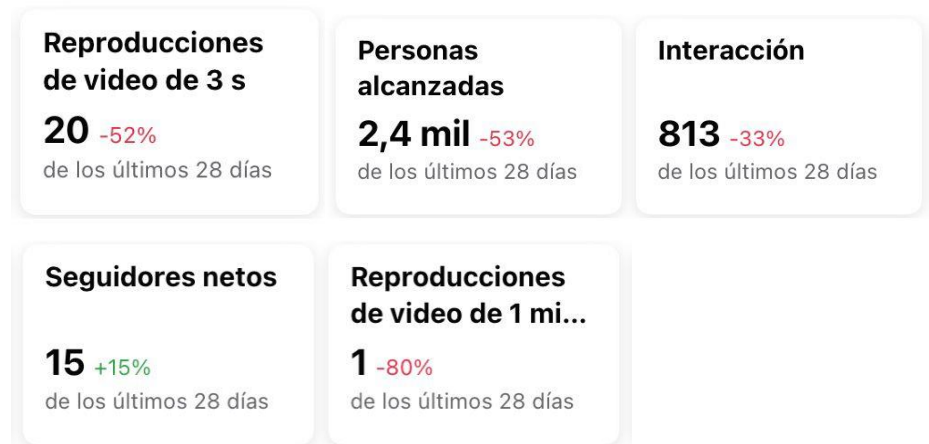 Reproducciones
de video de 3 s
20 -52%
de los últimos 28 días
Personas
alcanzadas
2,4 mil -53%
de los últimos 28 días
Interacción
813 -33%
de los últimos 28 días
Seguidores netos
15 +15%
de los últimos 28 días
Reproducciones
de video de 1 mi...
1 -80%
de los últimos 28 días